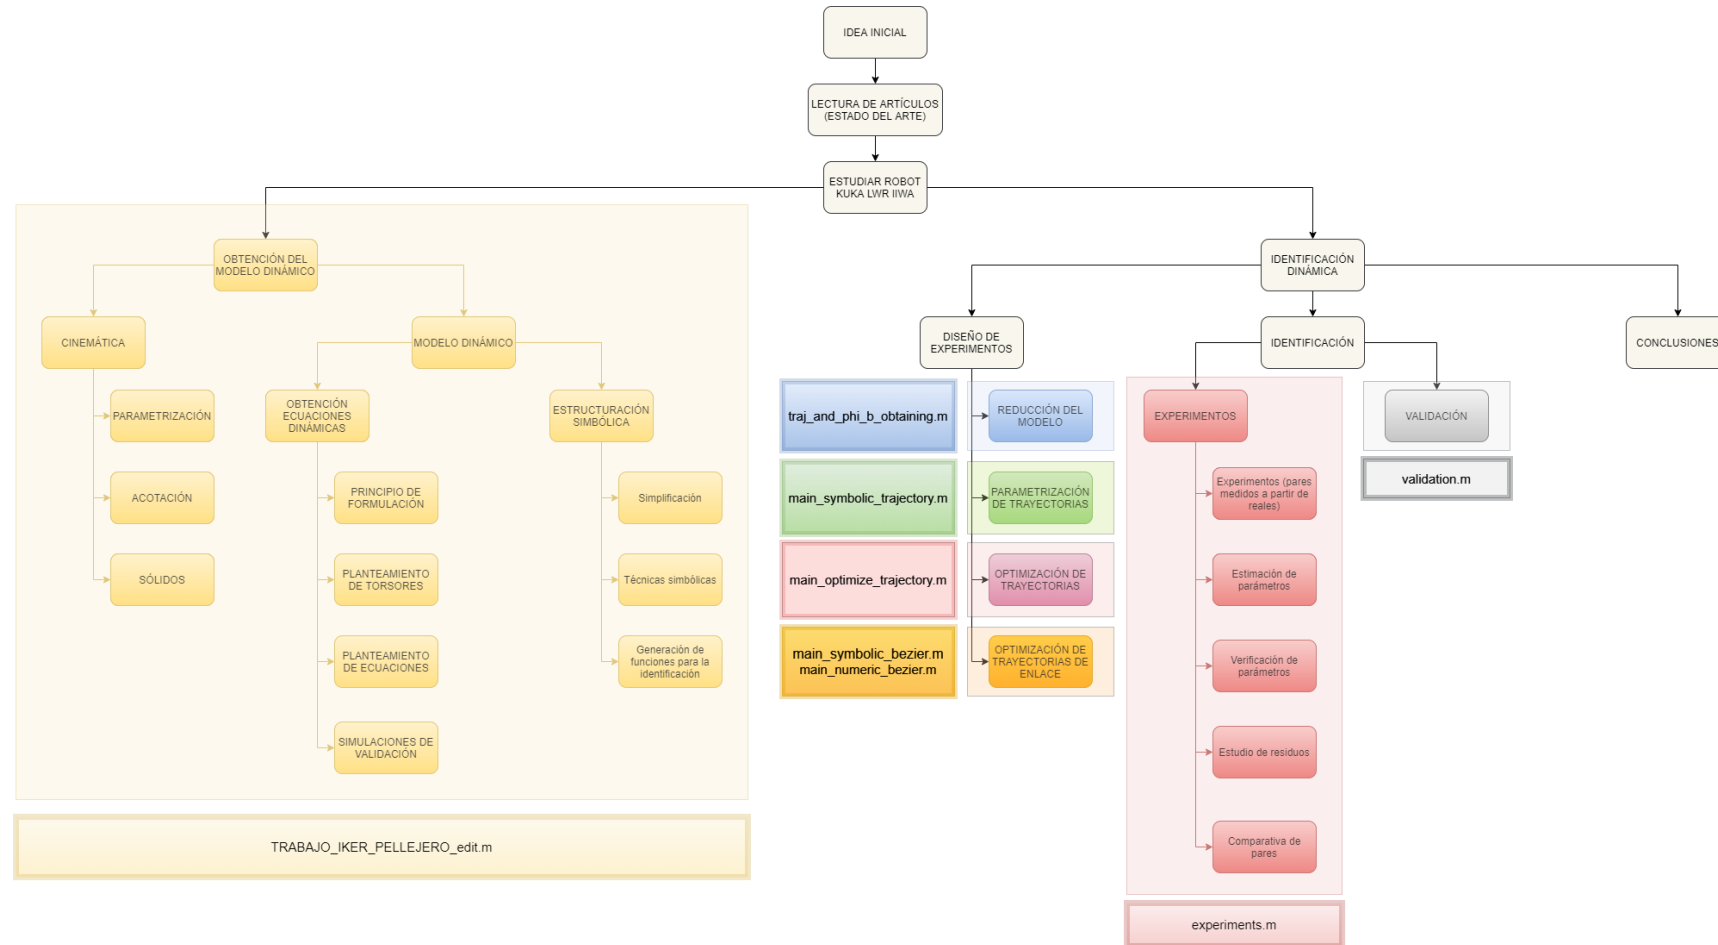 IDEA INICIAL
LECTURA DE ARTÍCULOS
(ESTADO DEL ARTE)
ESTUDIAR ROBOT
KUKA LWR IIWA
OBTENCIÓN DEL
MODELO DINÁMICO
CINEMÁTICA
PARAMETRIZACIÓN
ACOTACIÓN
SÓLIDOS
MODELO DINÁMICO
OBTENCIÓN
ECUACIONES
DINÁMICAS
PRINCIPIO DE
FORMULACIÓN
PLANTEAMIENTO
DE TORSORES
PLANTEAMIENTO
DE ECUACIONES
SIMULACIONES DE
VALIDACIÓN
ESTRUCTURACIÓN
SIMBÓLICA
Simplificación
Técnicas simbólicas
Generación de
funciones para la
identificación
TRABAJO_IKER_PELLEJERO_edit.m
IDENTIFICACIÓN
DINÁMICA
DISEÑO DE
EXPERIMENTOS
traj_and_phi_b_obtaining.m
REDUCCIÓN DEL
MODELO
main_symbolic_trajectory.m
PARAMETRIZACIÓN
DE TRAYECTORIAS
main_optimize_trajectory.m
OPTIMIZACIÓN DE
TRAYECTORIAS
main_symbolic_bezier.m
main_numeric_bezier.m
OPTIMIZACIÓN DE
TRAYECTORIAS DE
ENLACE
IDENTIFICACIÓN
EXPERIMENTOS
Experimentos (pares
medidos a partir de
reales)
Estimación de
parámetros
Verificación de
parámetros
Estudio de residuos
Comparativa de
pares
experiments.m
VALIDACIÓN
validation.m
CONCLUSIONES